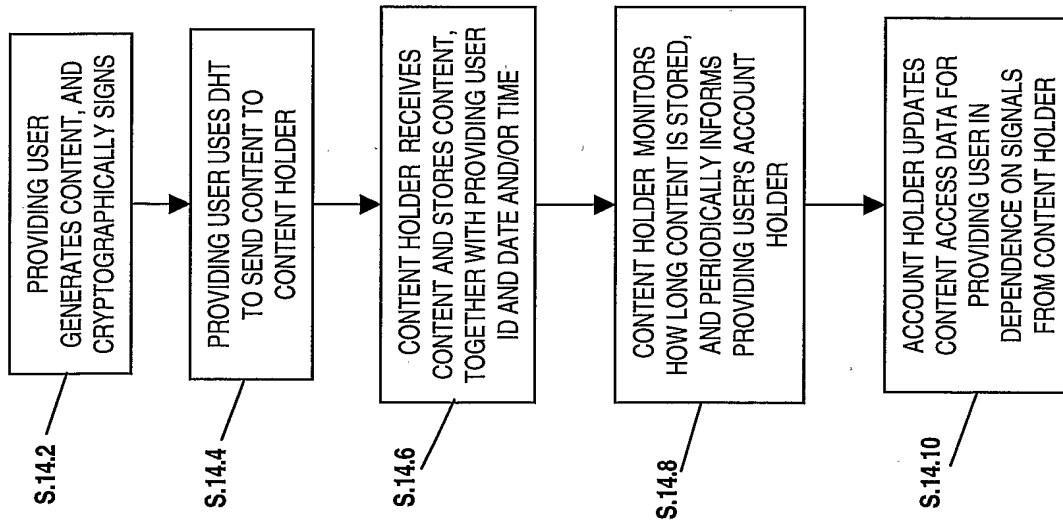 S.14.2
PROVIDING USER
GENERATES CONTENT, AND
CRYPTOGRAPHICALLY SIGNS
S.14.4
PROVIDING USER USES DHT
TO SEND CONTENT TO
CONTENT HOLDER
S.14.6
CONTENT HOLDER RECEIVES
CONTENT AND STORES CONTENT,
TOGETHER WITH PROVIDING USER
ID AND DATE AND/OR TIME
S.14.8
CONTENT HOLDER MONITORS
HOW LONG CONTENT IS STORED,
AND PERIODICALLY INFORMS
PROVIDING USER'S ACCOUNT
HOLDER
S.14.10
ACCOUNT HOLDER UPDATES
CONTENT ACCESS DATA FOR
PROVIDING USER IN
DEPENDENCE ON SIGNALS
FROM CONTENT HOLDER